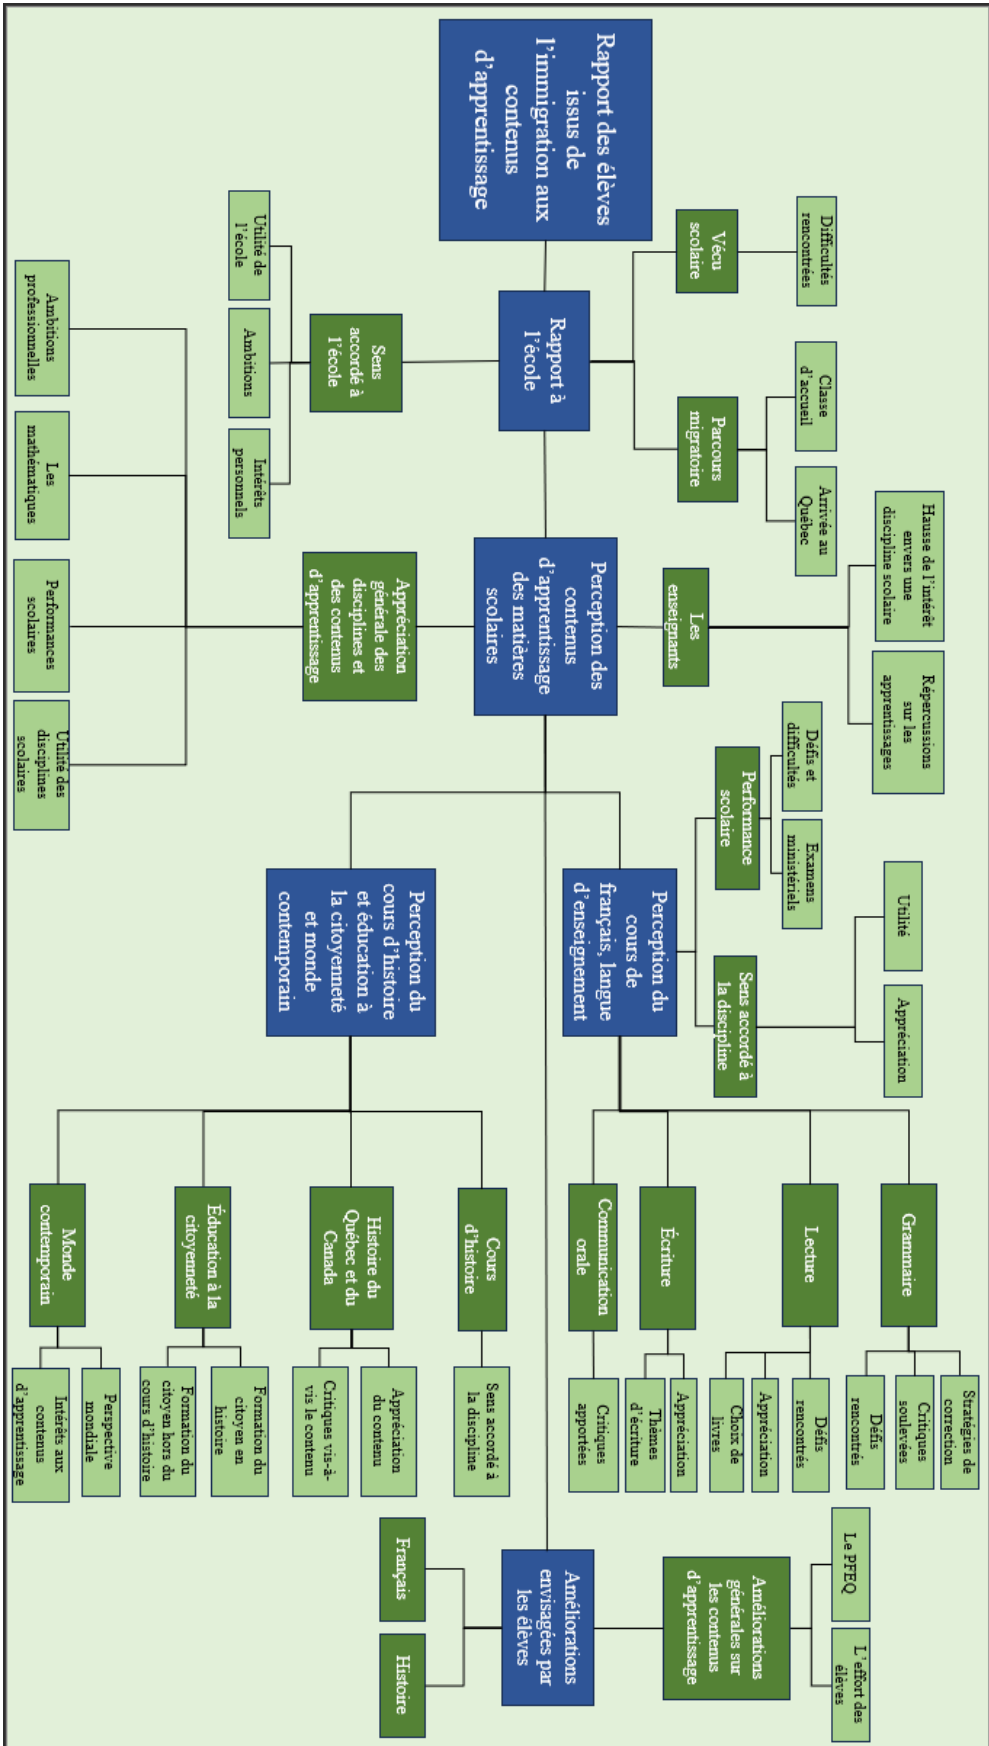 Rapport des élèves
issus de
l'immigration aux
contenus
d'apprentissage
Rapport à
l'école
Vécu
scolaire
Difficultés
rencontrées
Parcours
migratoire
Classe
d'accueil
Arrivée au
Québec
Sens
accordé à
l'école
Utilité de
l'école
Ambitions
Intérêts
personnels
Perception des
contenus
d'apprentissage
des matières
scolaires
Les
enseignants
Hausse de l'intérêt
envers une
discipline scolaire
Répercussions
sur les
apprentissages
Appréciation
générale des
disciplines et
des contenus
d'apprentissage
Ambitions
professionnelles
Les
mathématiques
Performances
scolaires
Utilité des
disciplines
scolaires
Perception du
cours de
français, langue
d'enseignement
Performance
scolaire
Défis et
difficultés
Examens
ministériels
Sens accordé à
la discipline
Utilité
Appréciation
Grammaire
Stratégies de
correction
Critiques
soulevées
Défis
rencontrés
Lecture
Défis
rencontrés
Appréciation
Choix de
livres
Écriture
Appréciation
Thèmes
d'écriture
Communication
orale
Critiques
apportées
Perception du
cours d'histoire
et éducation à
la citoyenneté
et monde
contemporain
Cours
d'histoire
Sens accordé à
la discipline
Histoire du
Québec et du
Canada
Appréciation
du contenu
Critiques vis-à-
vis le contenu
Éducation à la
citoyenneté
Formation du
citoyen en
histoire
Formation du
citoyen hors du
cours d'histoire
Monde
contemporain
Perspective
mondiale
Intérêts aux
contenus
d'apprentissage
Améliorations
envisagées par
les élèves
Améliorations
générales sur
les contenus
d'apprentissage
Le PFEQ
L'effort des
élèves
Français
Histoire